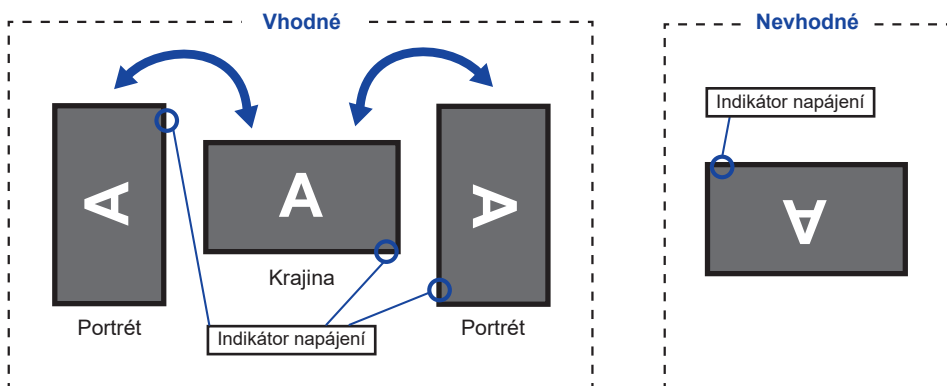 Vhodné
Nevhodné
Indikátor napájení
A
A
A
A
Krajina
Portrét
Indikátor napájení
Portrét